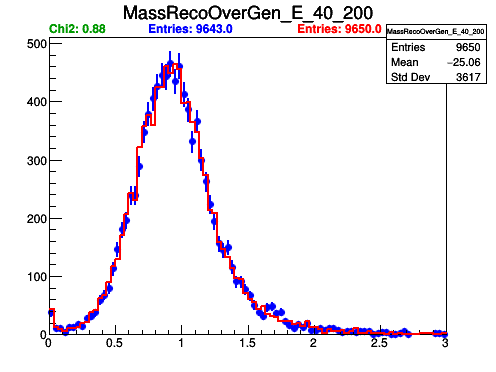 MassRecoOverGen_E_40_200
Chi2: 0.88 Entries: 9643.0 Entries: 9650.0
MassRecoOverGen_E_40_200
Entries 9650
Mean −25.06
Std Dev 3617
500
400
300
200
100
0
0 0.5 1 1.5 2 2.5 3